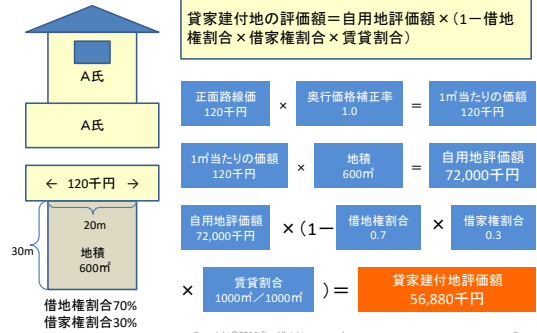 貸家建付地の評価額＝自用地評価額×（1－借地
権割合×借家権割合×賃貸割合）
A氏
A氏
← 120千円 →
20m
30m
地積
600㎡
借地権割合70%
借家権割合30%
正面路線価
120千円
×
奥行価格補正率
1.0
＝
1㎡当たりの価額
120千円
1㎡当たりの価額
120千円
×
地積
600㎡
＝
自用地評価額
72,000千円
自用地評価額
72,000千円
×（1－
借地権割合
0.7
×
借家権割合
0.3
×
賃貸割合
1000㎡／1000㎡
）＝
貸家建付地評価額
56,880千円